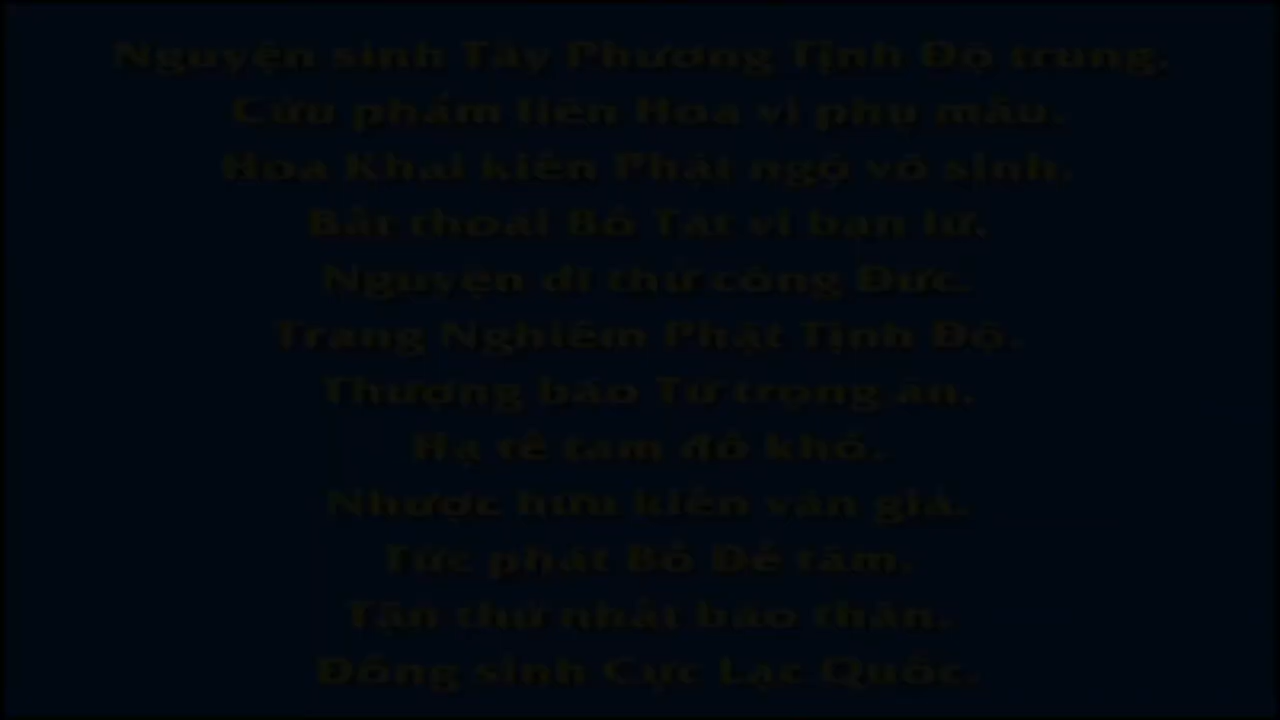 Nguyện sinh Tây Phương Tịnh Độ trung,
Cửu phẩm liên Hoa vi phụ mẫu.
Hoa Khai kiến Phật ngộ vô sinh,
Bất thoái Bồ Tát vi bạn lữ.
Nguyện dĩ thử công Đức.
Trang Nghiêm Phật Tịnh Độ.
Thượng báo Tứ trọng ân.
Hạ tế tam đồ khổ.
Nhược hữu kiến văn giả.
Tức phát Bồ Đề tâm.
Tận thử nhất báo thân.
Đồng sinh Cực Lạc Quốc.